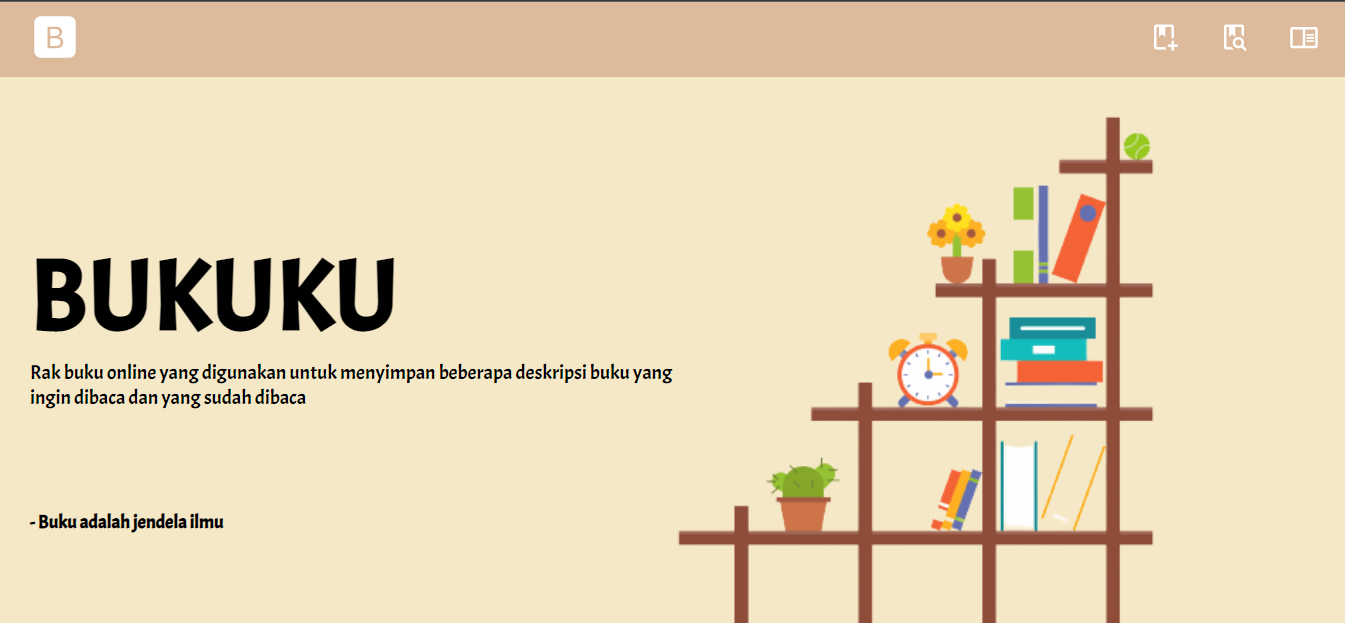 B
BUKUKU
Rak buku online yang digunakan untuk menyimpan beberapa deskripsi buku yang
ingin dibaca dan yang sudah dibaca
- Buku adalah jendela ilmu